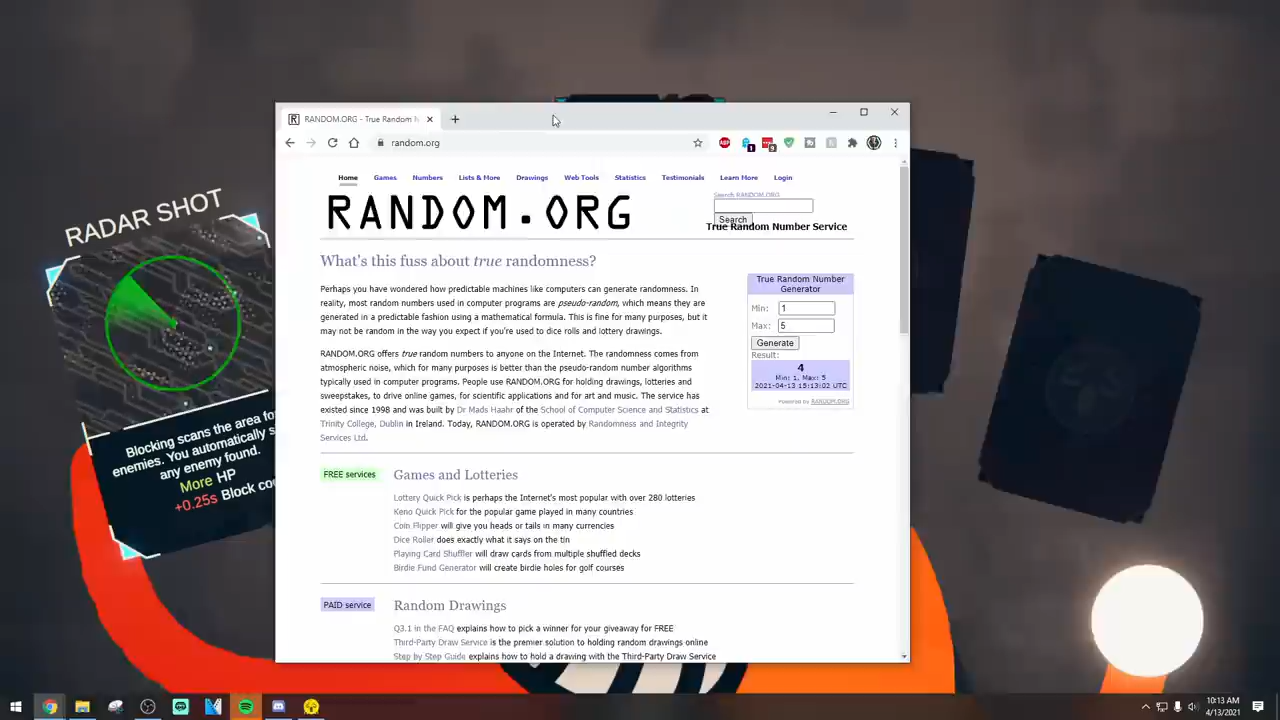 RANDOM.ORG - True Random N
random.org
ABP
1
9
Home Games Numbers Lists & More Drawings Web Tools Statistics Testimonials Learn More Login
RANDOM.ORG
Search RANDOM.ORG
Search
True Random Number Service
What's this fuss about true randomness?
Perhaps you have wondered how predictable machines like computers can generate randomness. In
reality, most random numbers used in computer programs are pseudo-random, which means they are
generated in a predictable fashion using a mathematical formula. This is fine for many purposes, but it
may not be random in the way you expect if you're used to dice rolls and lottery drawings.
RANDOM.ORG offers true random numbers to anyone on the Internet. The randomness comes from
atmospheric noise, which for many purposes is better than the pseudo-random number algorithms
typically used in computer programs. People use RANDOM.ORG for holding drawings, lotteries and
sweepstakes, to drive online games, for scientific applications and for art and music. The service has
existed since 1998 and was built by Dr Mads Haahr of the School of Computer Science and Statistics at
Trinity College, Dublin in Ireland. Today, RANDOM.ORG is operated by Randomness and Integrity
Services Ltd.
True Random Number
Generator
Min: 1
Max: 5
Generate
Result:
4
Min: 1, Max: 5
2021-04-13 15:13:02 UTC
Powered by RANDOM.ORG
FREE services
Games and Lotteries
Lottery Quick Pick is perhaps the Internet's most popular with over 280 lotteries
Keno Quick Pick for the popular game played in many countries
Coin Flipper will give you heads or tails in many currencies
Dice Roller does exactly what it says on the tin
Playing Card Shuffler will draw cards from multiple shuffled decks
Birdie Fund Generator will create birdie holes for golf courses
PAID service
Random Drawings
Q3.1 in the FAQ explains how to pick a winner for your giveaway for FREE
Third-Party Draw Service is the premier solution to holding random drawings online
Step by Step Guide explains how to hold a drawing with the Third-Party Draw Service
RADAR SHOT
Blocking scans the area for
enemies. You automatically s
any enemy found.
More HP
+0.25s Block coo
10:13 AM
4/13/2021